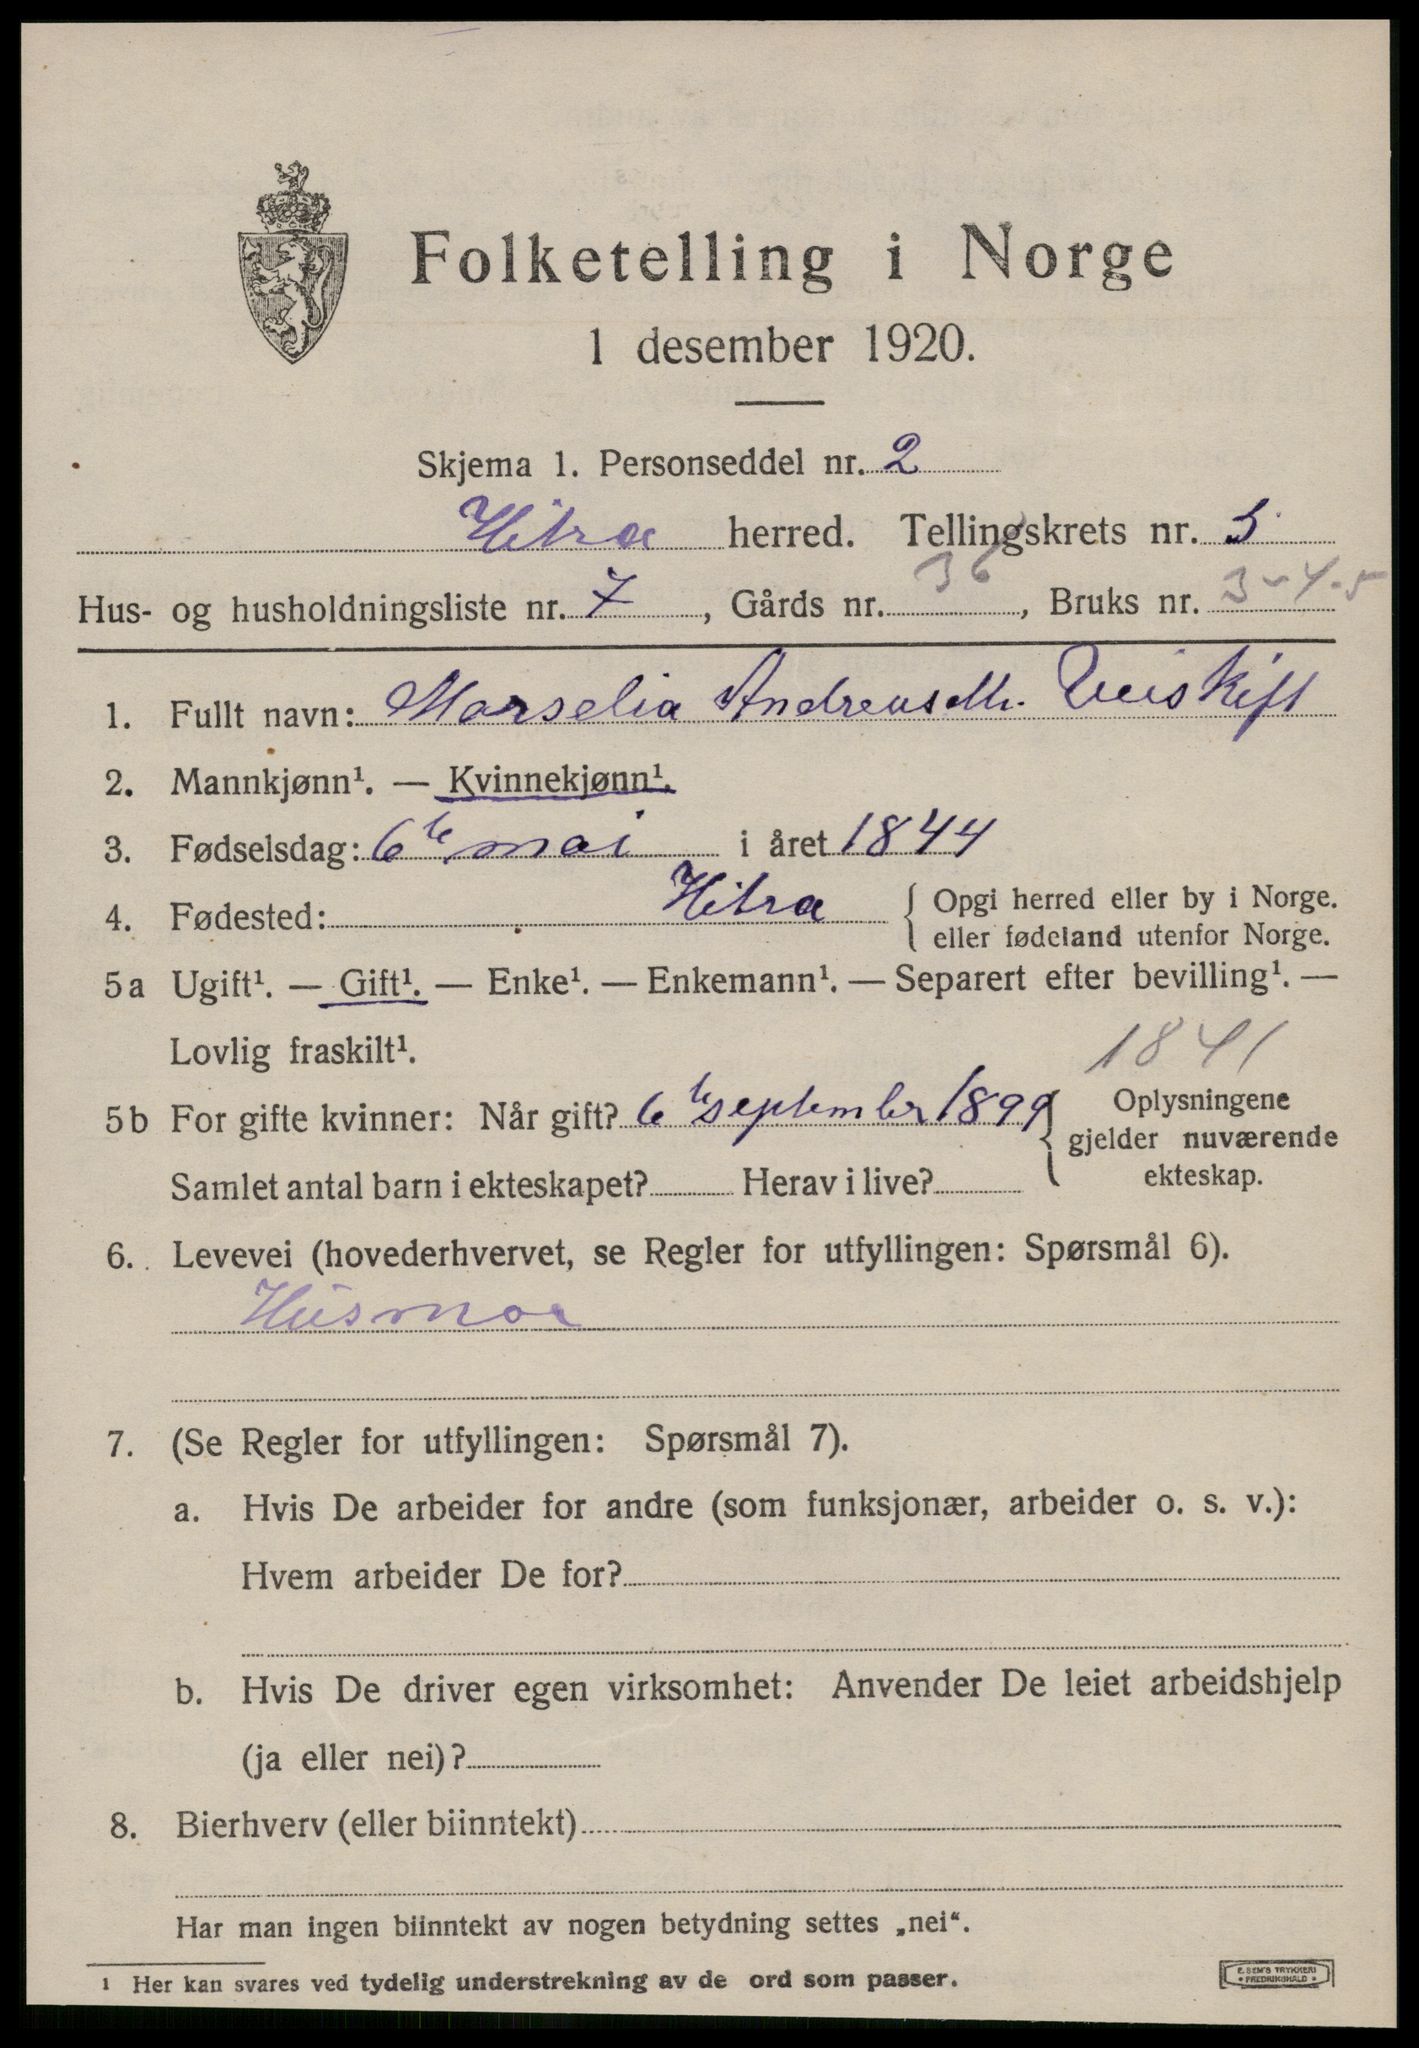 Folketelling i Norge
1 desember 1920.
Skjema 1. Personseddel nr. 2
Hitra herred. Tellingskrets nr. 5
Hus- og husholdningsliste nr. 7, Gårds nr. 36, Bruks nr. 3-4-5
1. Fullt navn: Marselia Andreasdtr. Veiskift
2. Mannkjønn¹. — Kvinnekjønn¹.
3. Fødselsdag: 6te mai i året 1844
4. Fødested: Hitra { Opgi herred eller by i Norge.
eller fødeland utenfor Norge.
5a Ugift¹. — Gift¹. — Enke¹. — Enkemann¹. — Separert efter bevilling¹. —
Lovlig fraskilt¹.
1841
5b For gifte kvinner: Når gift? 6te september 1899 { Oplysningene
gjelder nuværende
ekteskap.
Samlet antal barn i ekteskapet? Herav i live?
6. Levevei (hovederhvervet, se Regler for utfyllingen: Spørsmål 6).
Husmor
7. (Se Regler for utfyllingen: Spørsmål 7).
a. Hvis De arbeider for andre (som funksjonær, arbeider o. s. v.):
Hvem arbeider De for?
b. Hvis De driver egen virksomhet: Anvender De leiet arbeidshjelp
(ja eller nei)?
8. Bierhverv (eller biinntekt)
Har man ingen biinntekt av nogen betydning settes „nei“.
1 Her kan svares ved tydelig understrekning av de ord som passer.
E. SEM'S TRYKKERI
• FREDRIKSHALD •